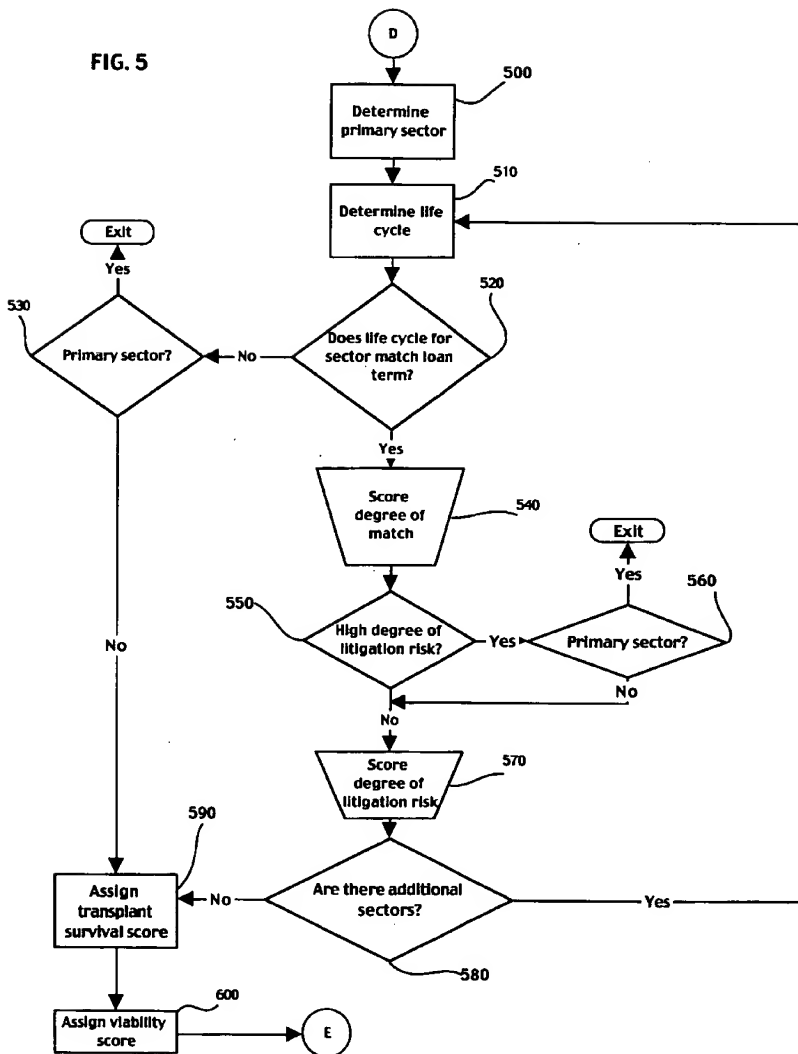 D
FIG. 5
500
Determine
primary sector
510
Determine life
cycle
Exit
Yes
530
520
Primary sector?
No
Does life cycle for
sector match loan
term?
Yes
Score
degree of
match
540
Exit
Yes
560
550
High degree of
litigation risk?
Yes
Primary sector?
No
No
No
Score
degree of
litigation risk
570
590
Assign
transplant
survival score
No
Are there additional
sectors?
Yes
580
600
Assign viability
score
E